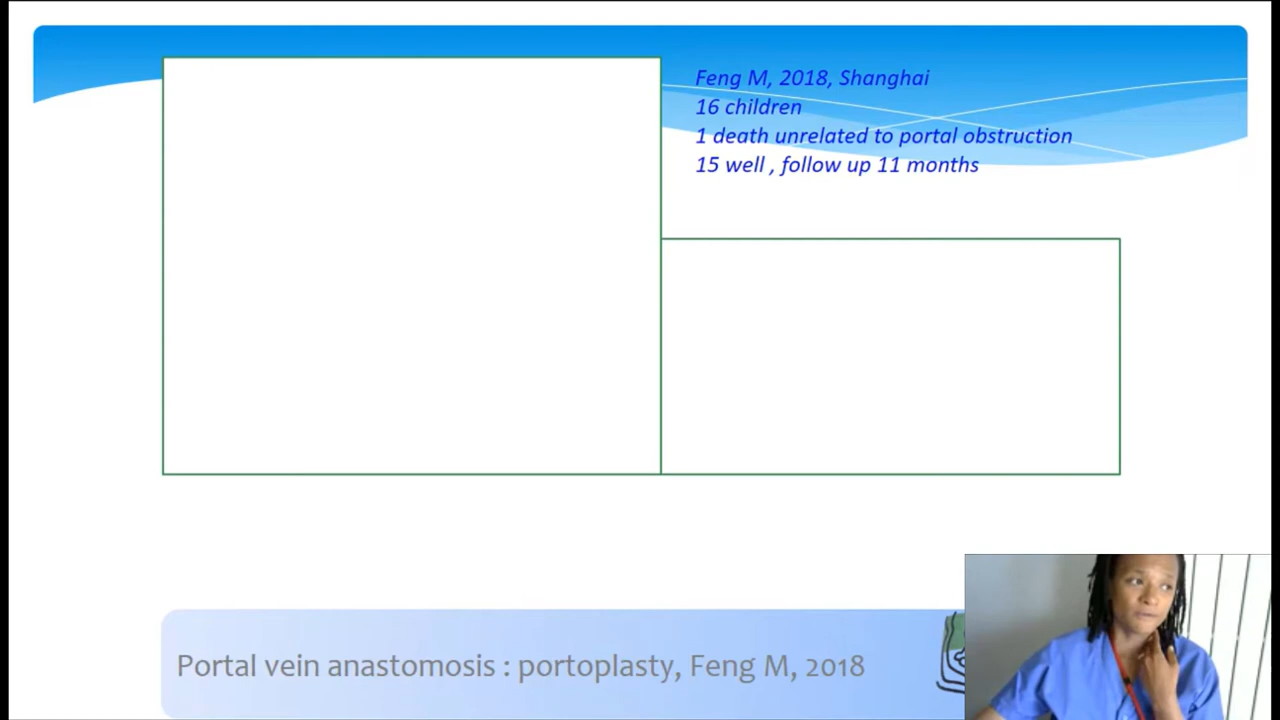 Feng M, 2018, Shanghai
16 children
1 death unrelated to portal obstruction
15 well , follow up 11 months
Portal vein anastomosis : portoplasty, Feng M, 2018